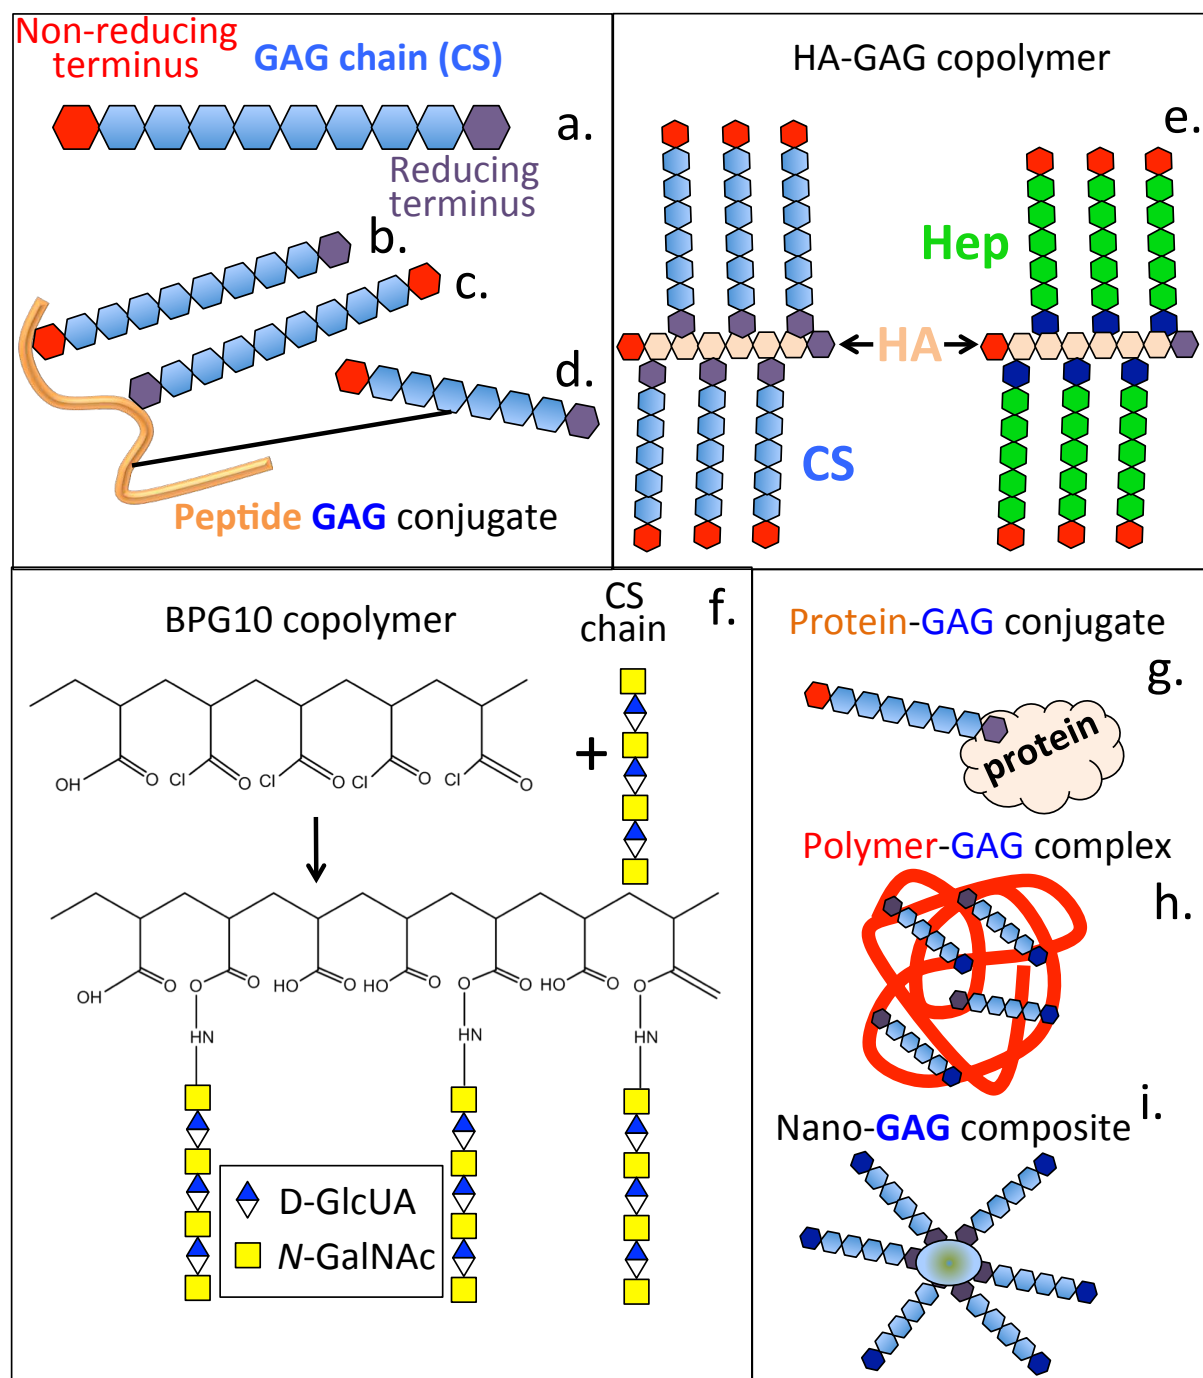 Non-reducing
terminus
GAG chain (CS)
a.
Reducing
terminus
b.
c.
d.
Peptide GAG conjugate
HA-GAG copolymer
e.
Hep
HA
CS
BPG10 copolymer
CS
chain
f.
+
OH
O
Cl
O
Cl
O
Cl
O
Cl
O
OH
O
O
O
HO
O
HO
O
O
O
HO
O
O
HN
HN
HN
D-GlcUA
N-GalNAc
Protein-GAG conjugate
g.
protein
Polymer-GAG complex
h.
i.
Nano-GAG composite